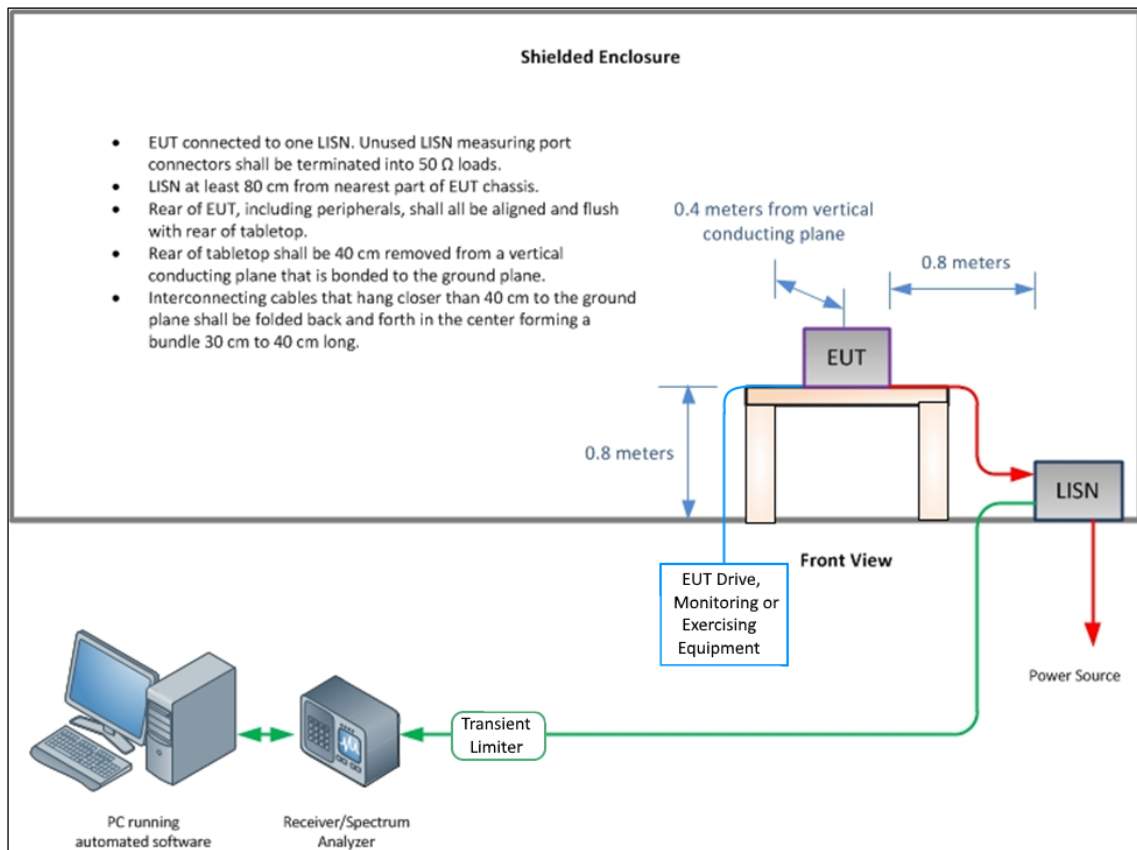 Shielded Enclosure
• EUT connected to one LISN. Unused LISN measuring port
connectors shall be terminated into 50 Ω loads.
• LISN at least 80 cm from nearest part of EUT chassis.
• Rear of EUT, including peripherals, shall all be aligned and flush
with rear of tabletop.
• Rear of tabletop shall be 40 cm removed from a vertical
conducting plane that is bonded to the ground plane.
• Interconnecting cables that hang closer than 40 cm to the ground
plane shall be folded back and forth in the center forming a
bundle 30 cm to 40 cm long.
0.4 meters from vertical
conducting plane
0.8 meters
EUT
0.8 meters
LISN
Front View
EUT Drive,
Monitoring or
Exercising
Equipment
Power Source
Transient
Limiter
PC running
automated software
Receiver/Spectrum
Analyzer